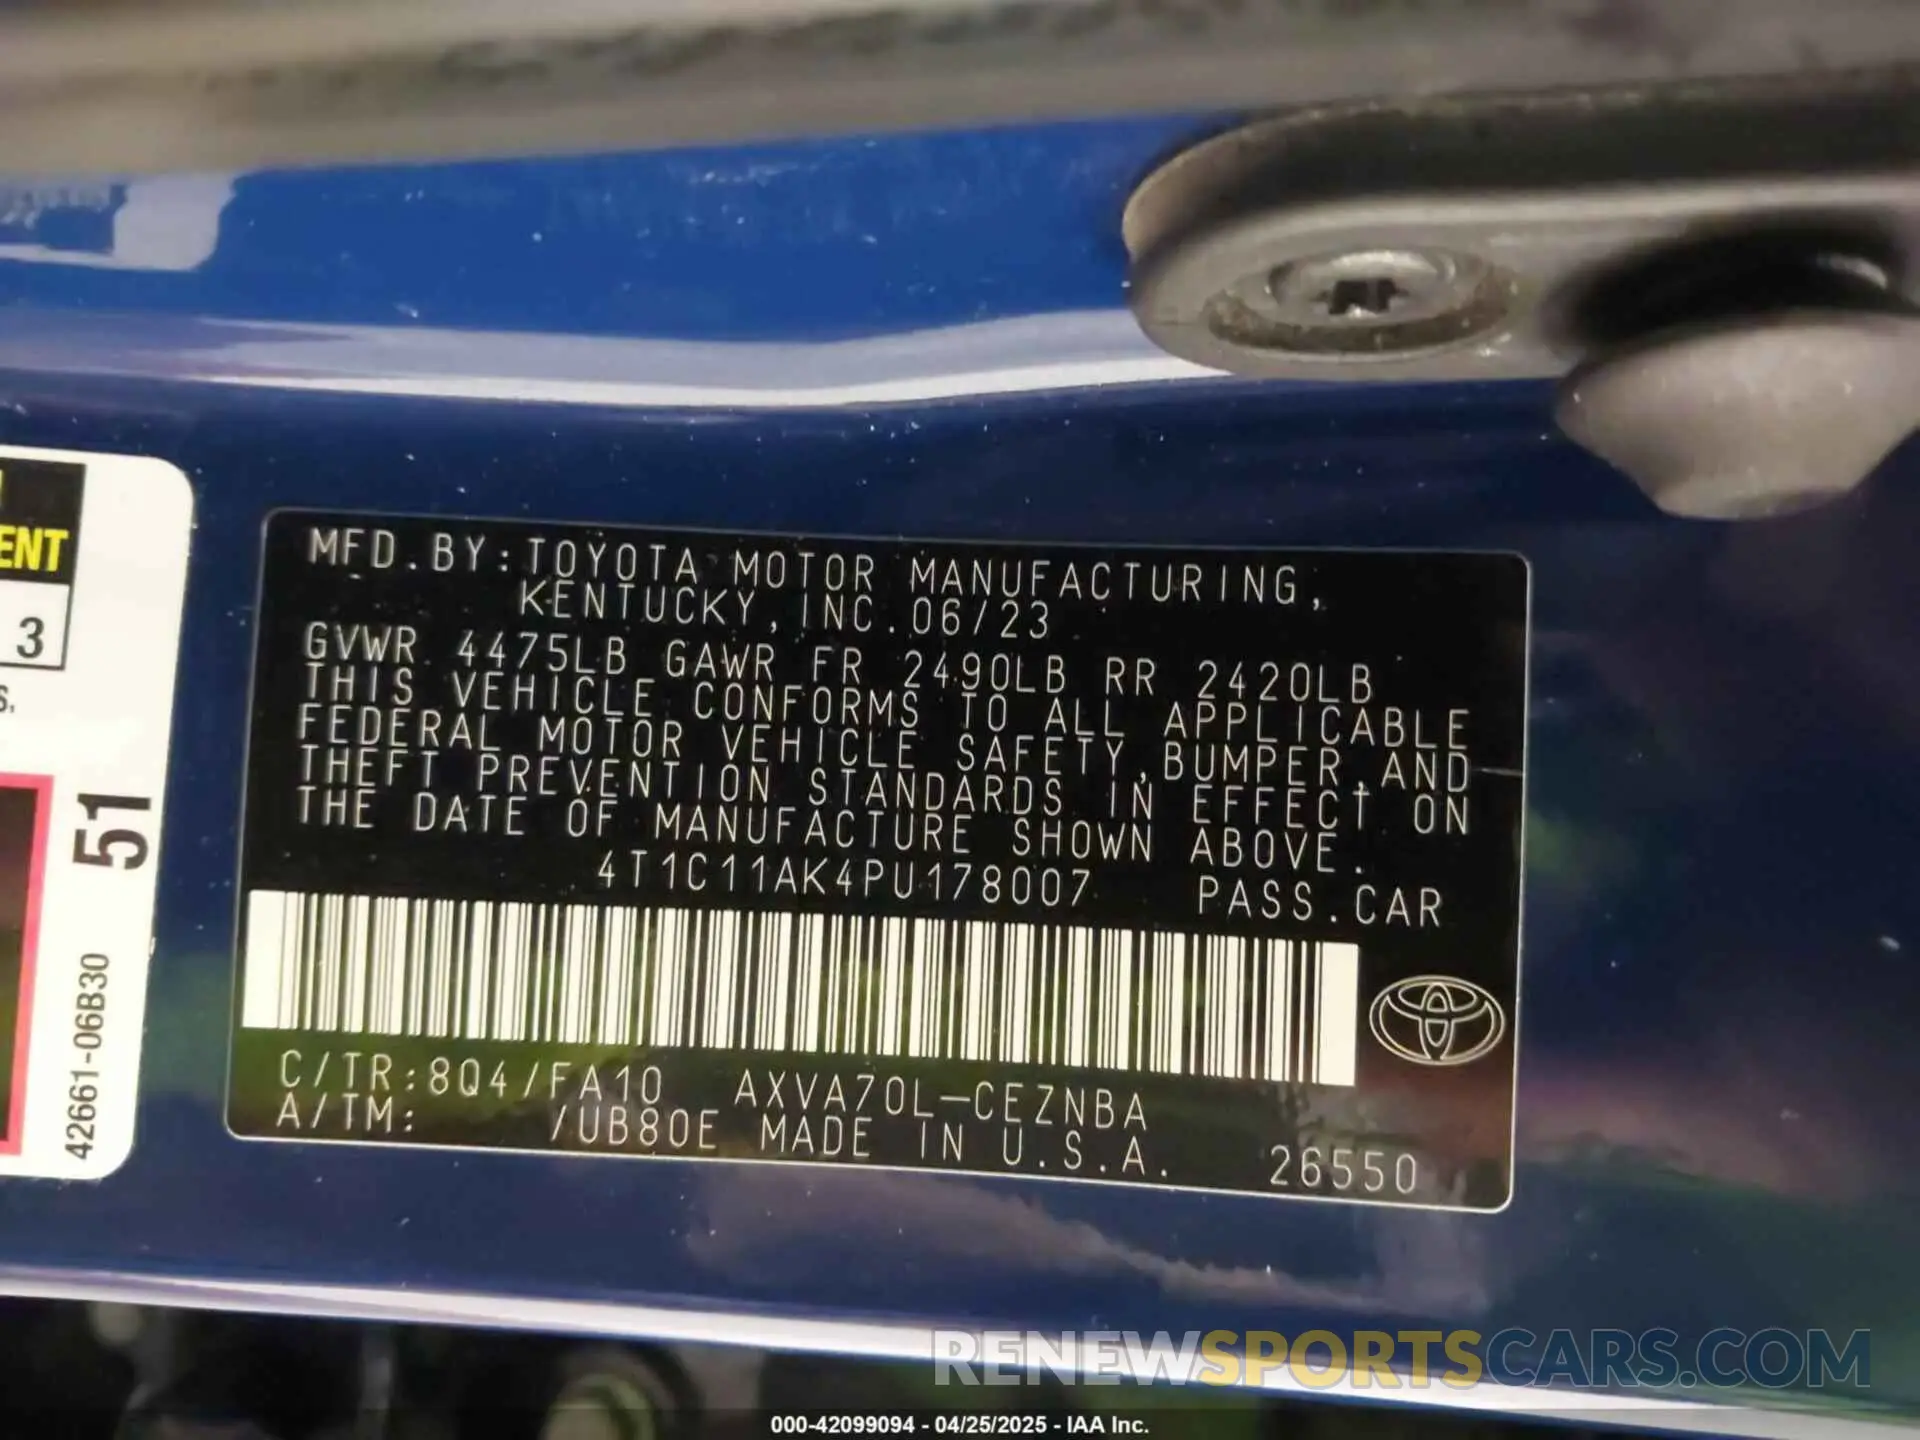 ENT
3
S.
51
42661-06B30
MFD.BY:TOYOTA MOTOR MANUFACTURING,
KENTUCKY,INC.06/23
GVWR 4475LB GAWR FR 2490LB RR 2420LB
THIS VEHICLE CONFORMS TO ALL APPLICABLE
FEDERAL MOTOR VEHICLE SAFETY,BUMPER,AND
THEFT PREVENTION STANDARDS IN EFFECT ON
THE DATE OF MANUFACTURE SHOWN ABOVE.
4T1C11AK4PU178007 PASS.CAR
C/TR:8Q4/FA10 AXVA70L-CEZNBA
A/TM: /UB80E MADE IN U.S.A. 26550
RENEWSPORTSCARS.COM
000-42099094 - 04/25/2025 - IAA Inc.